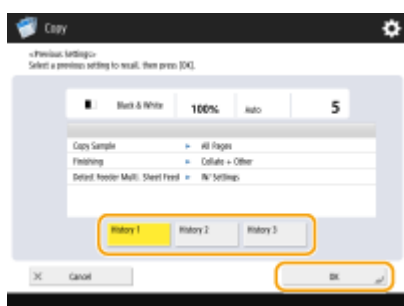 Copy
<Previous Settings>
Select a previous setting to recall, then press [OK].
Black & White 100% Auto 5
Copy Sample ► All Pages
Finishing ► Collate + Other
Detect Feeder Multi. Sheet Feed ► W/ Settings
History 1 History 2 History 3
Cancel OK